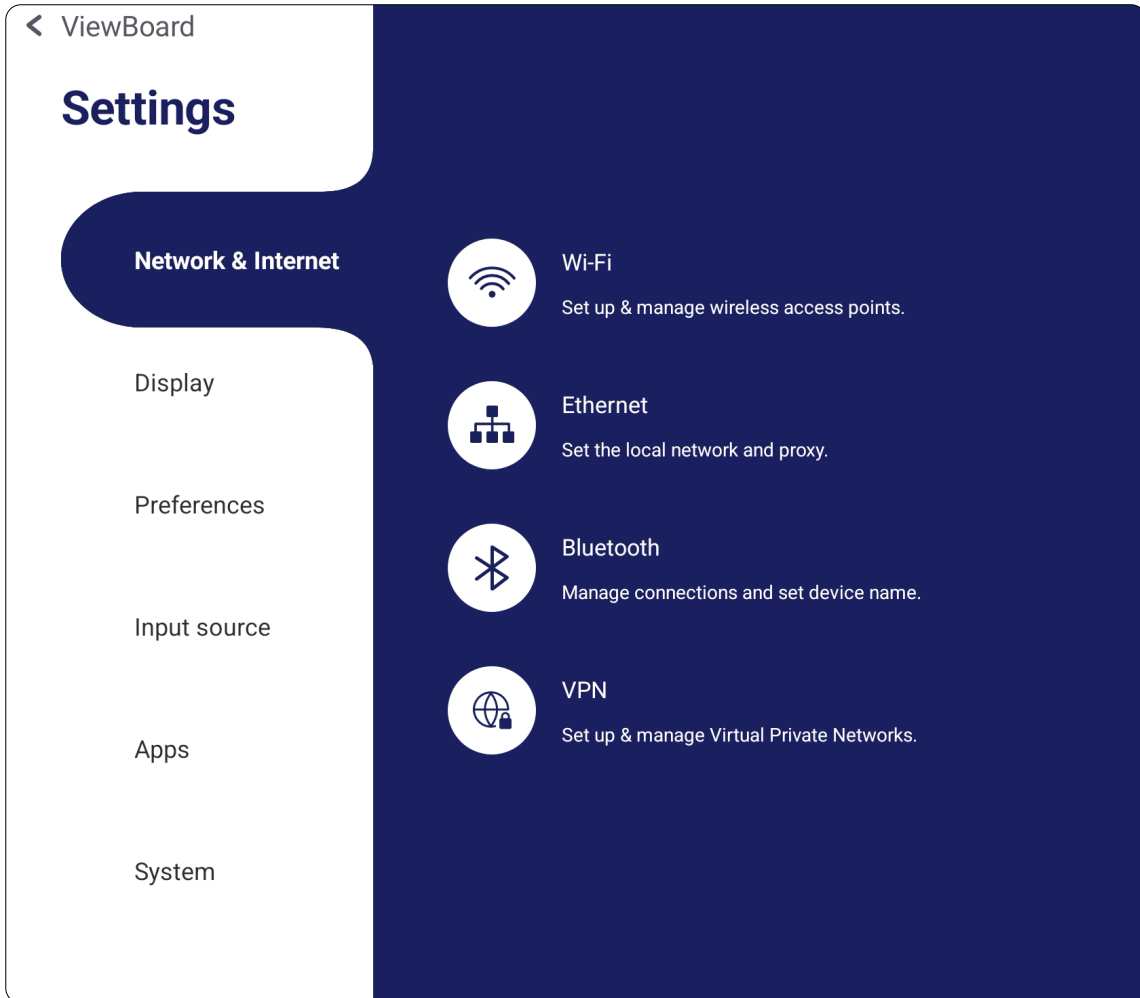 ViewBoard
Settings
Network & Internet
Display
Preferences
Input source
Apps
System
Wi-Fi
Set up & manage wireless access points.
Ethernet
Set the local network and proxy.
Bluetooth
Manage connections and set device name.
VPN
Set up & manage Virtual Private Networks.